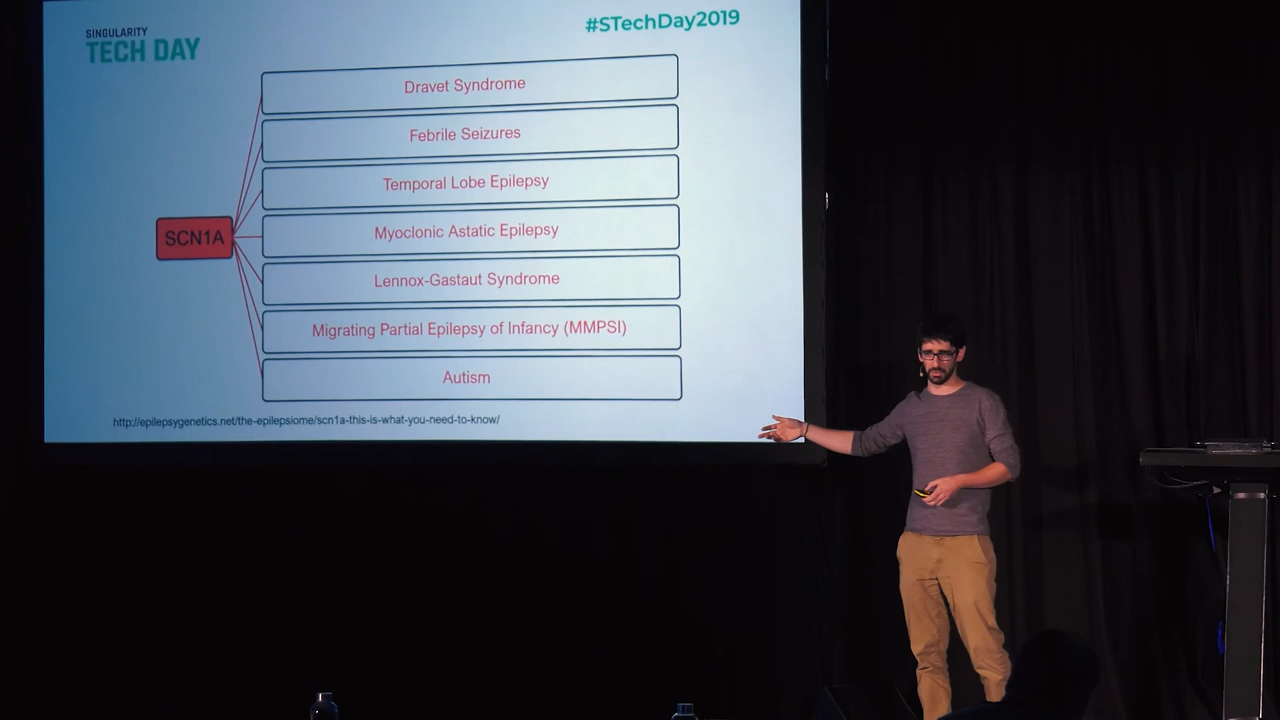 SINGULARITY
TECH DAY
#STechDay2019
Dravet Syndrome
Febrile Seizures
Temporal Lobe Epilepsy
SCN1A
Myoclonic Astatic Epilepsy
Lennox-Gastaut Syndrome
Migrating Partial Epilepsy of Infancy (MMPSI)
Autism
http://epilepsygenetics.net/the-epilepsiome/scn1a-this-is-what-you-need-to-know/